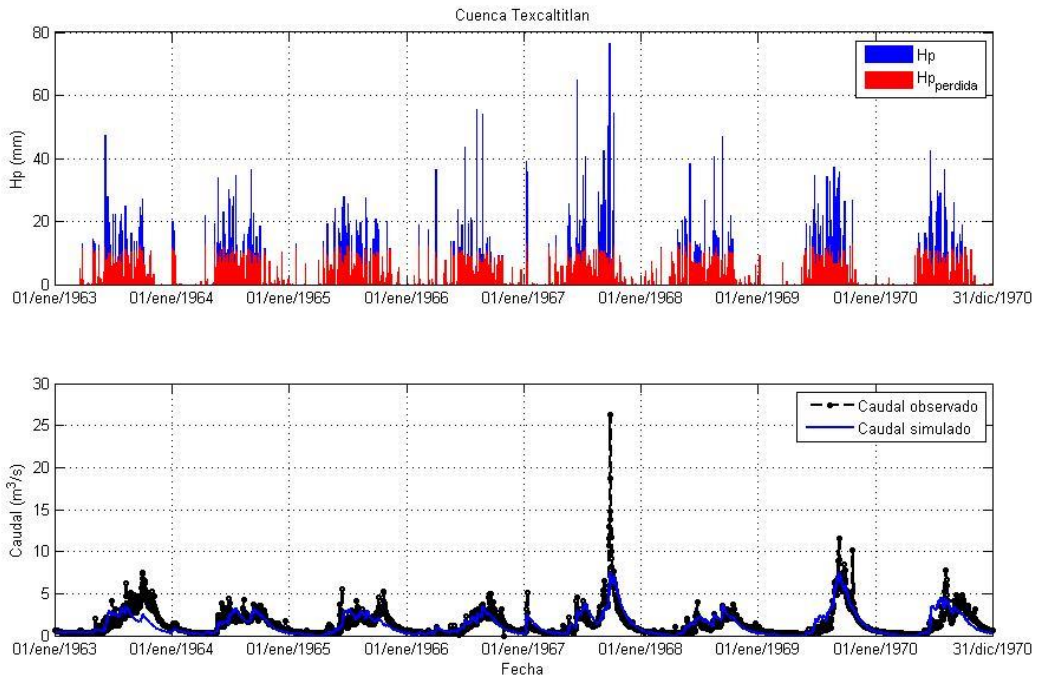 Cuenca Texcaltitlan
80
60
40
20
0
Hp (mm)
Hp
Hp perdida
01/ene/1963 01/ene/1964 01/ene/1965 01/ene/1966 01/ene/1967 01/ene/1968 01/ene/1969 01/ene/1970 31/dic/1970
30
25
20
15
10
5
0
Caudal (m³/s)
Caudal observado
Caudal simulado
01/ene/1963 01/ene/1964 01/ene/1965 01/ene/1966 01/ene/1967 01/ene/1968 01/ene/1969 01/ene/1970 31/dic/1970
Fecha